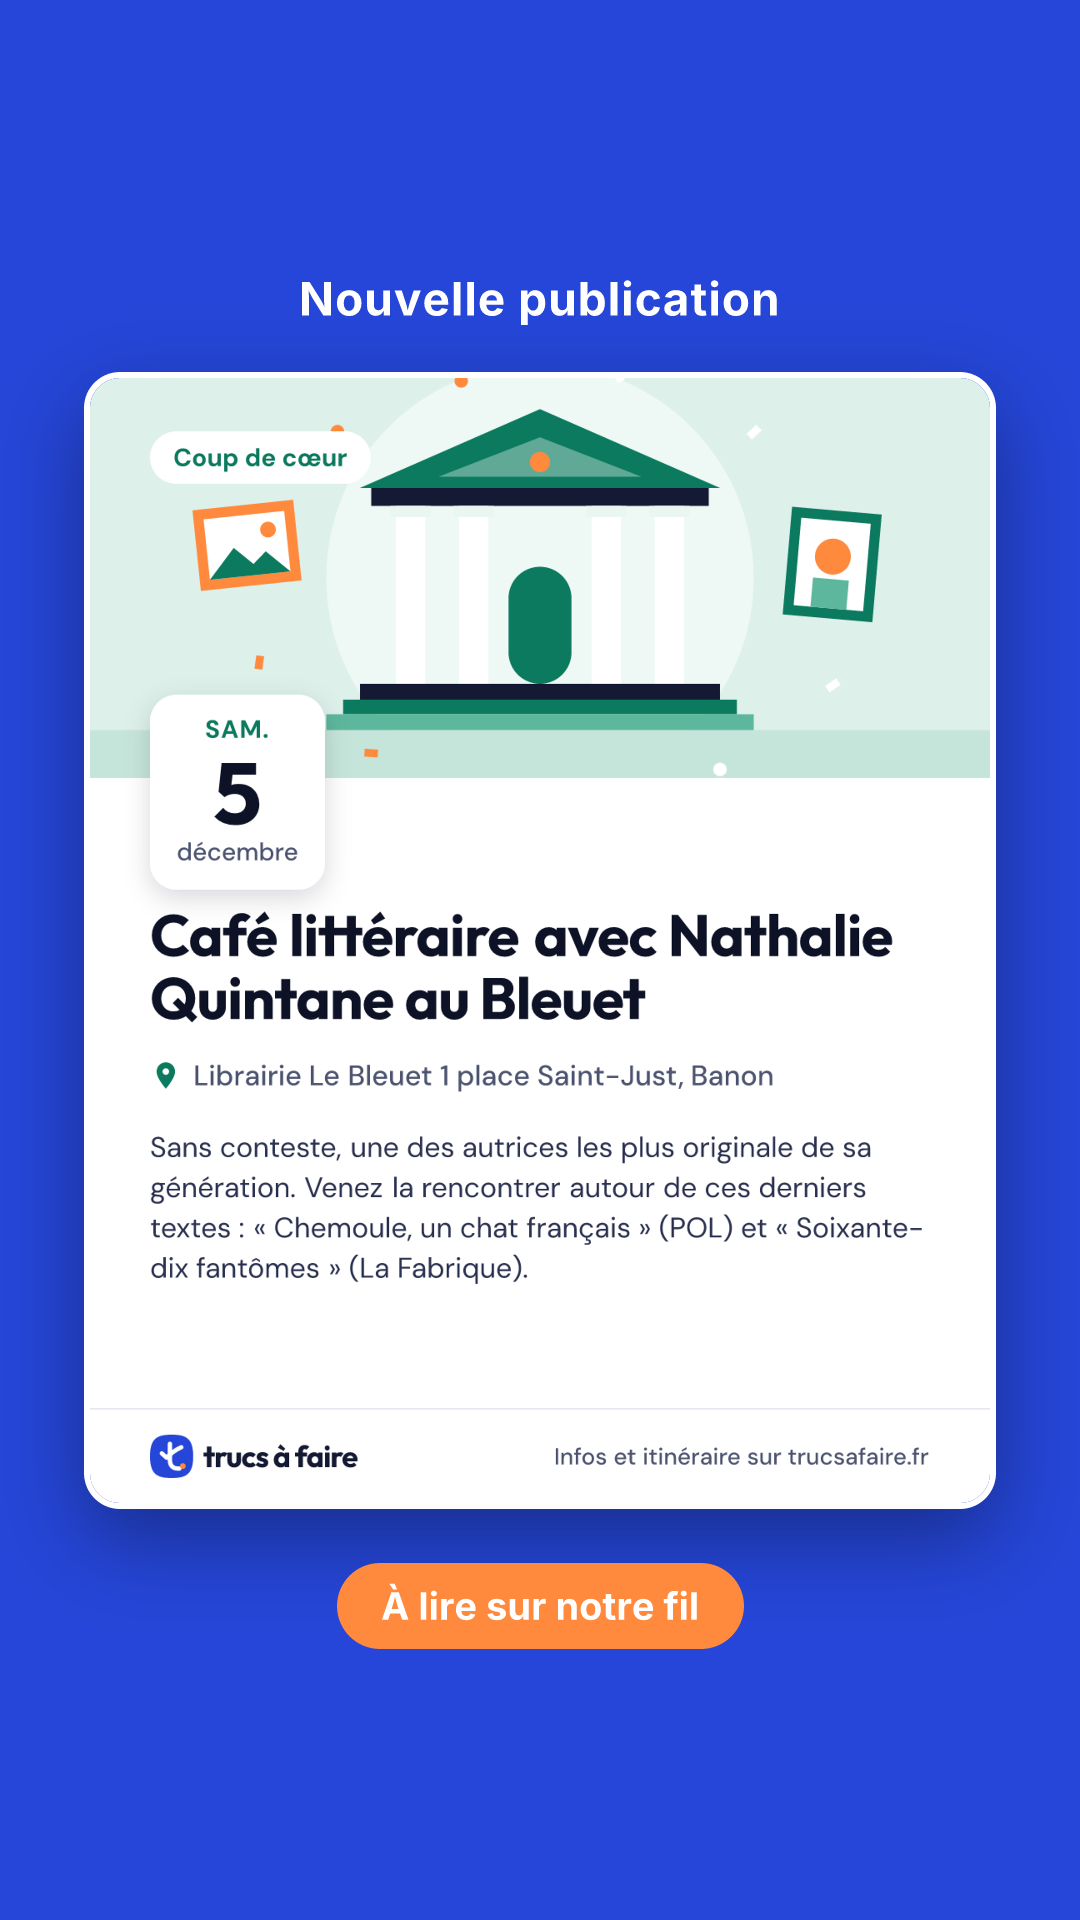 Nouvelle publication
Coup de cœur
SAM.
5
décembre
Café littéraire avec Nathalie
Quintane au Bleuet
Librairie Le Bleuet 1 place Saint-Just, Banon
Sans conteste, une des autrices les plus originale de sa
génération. Venez la rencontrer autour de ces derniers
textes : « Chemoule, un chat français » (POL) et « Soixante-
dix fantômes » (La Fabrique).
trucs à faire
Infos et itinéraire sur trucsafaire.fr
À lire sur notre fil